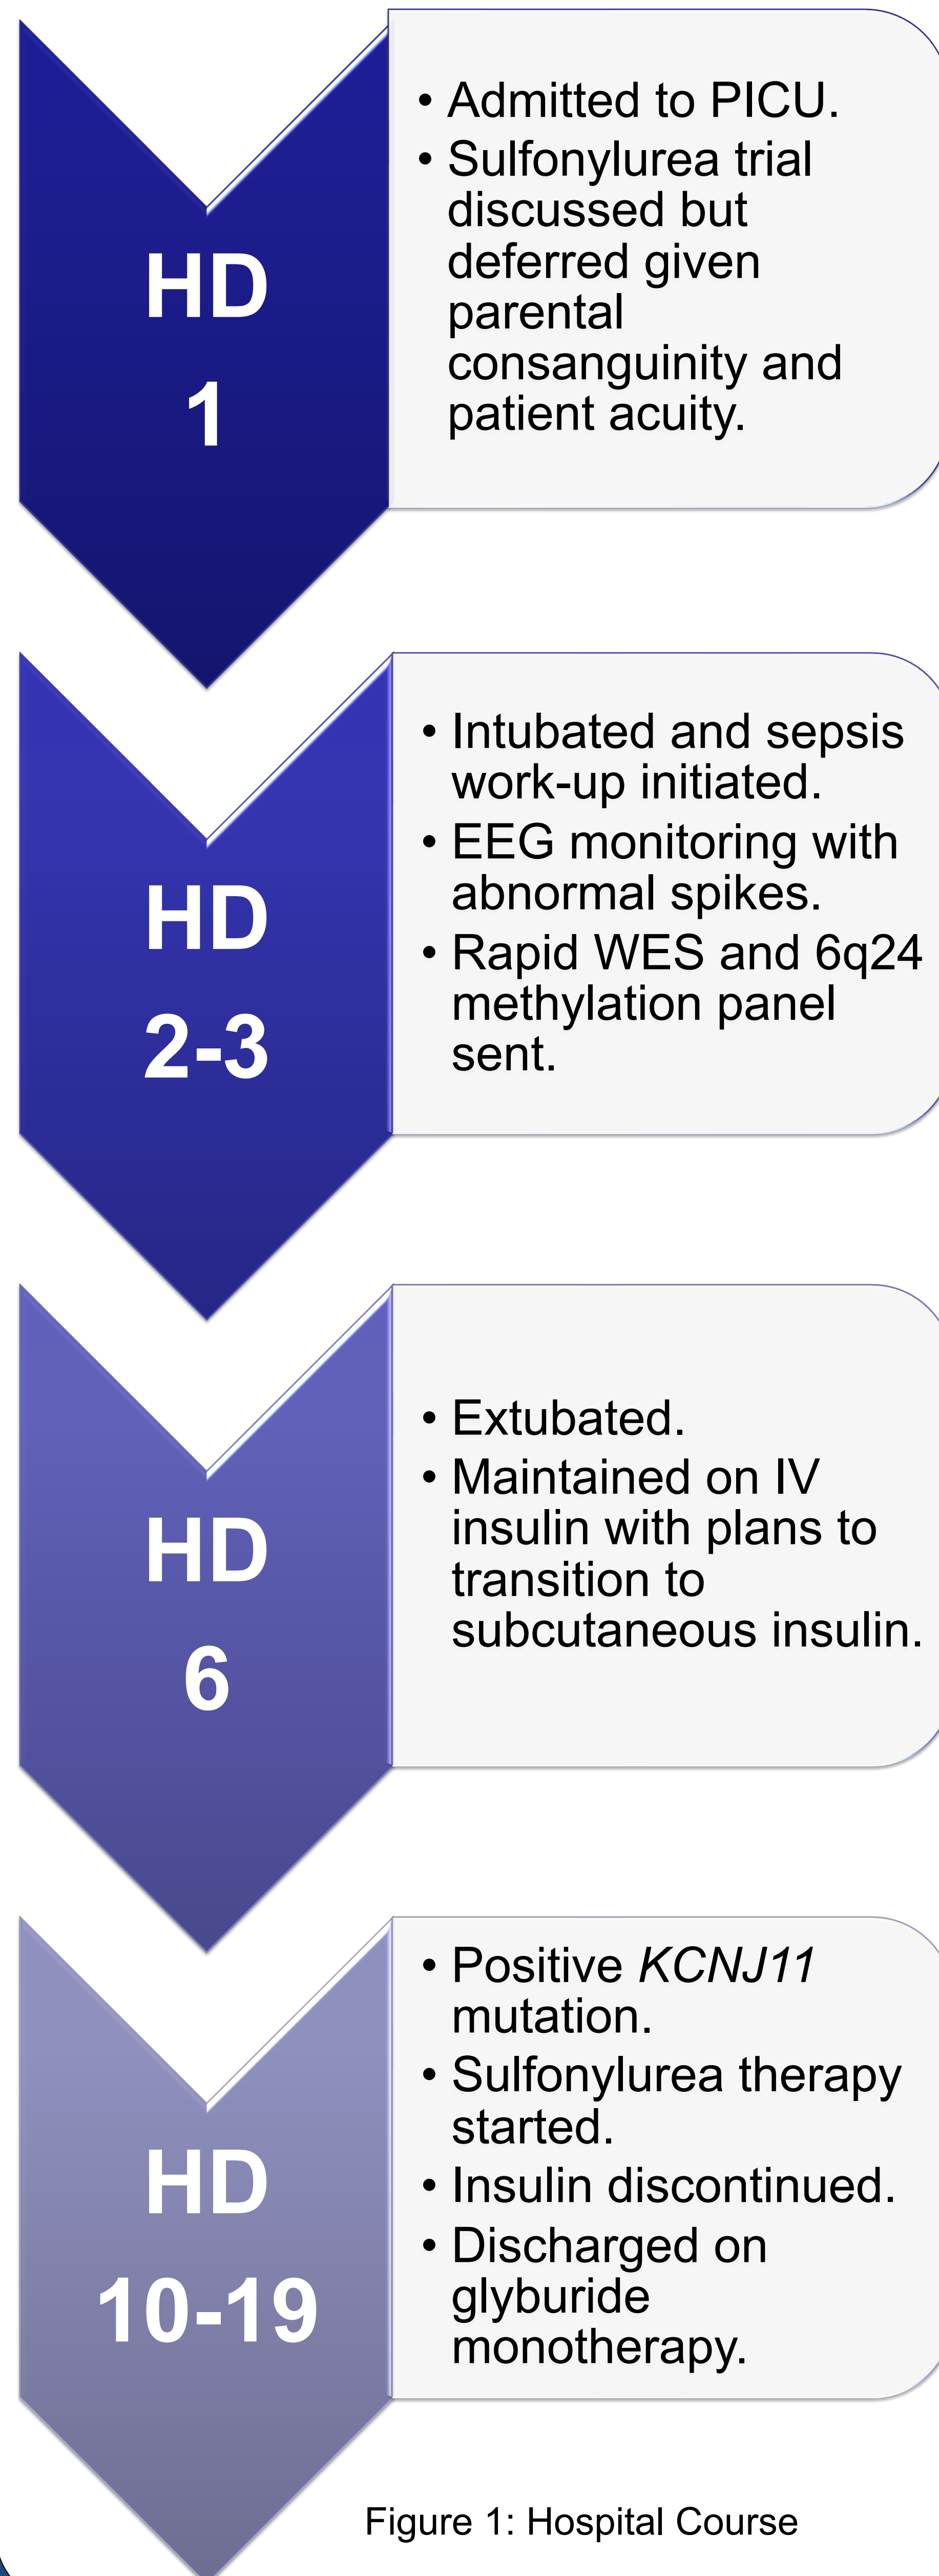 HD
1
• Admitted to PICU.
• Sulfonylurea trial
discussed but
deferred given
parental
consanguinity and
patient acuity.
HD
2-3
• Intubated and sepsis
work-up initiated.
• EEG monitoring with
abnormal spikes.
• Rapid WES and 6q24
methylation panel
sent.
HD
6
• Extubated.
• Maintained on IV
insulin with plans to
transition to
subcutaneous insulin.
HD
10-19
• Positive KCNJ11
mutation.
• Sulfonylurea therapy
started.
• Insulin discontinued.
• Discharged on
glyburide
monotherapy.
Figure 1: Hospital Course